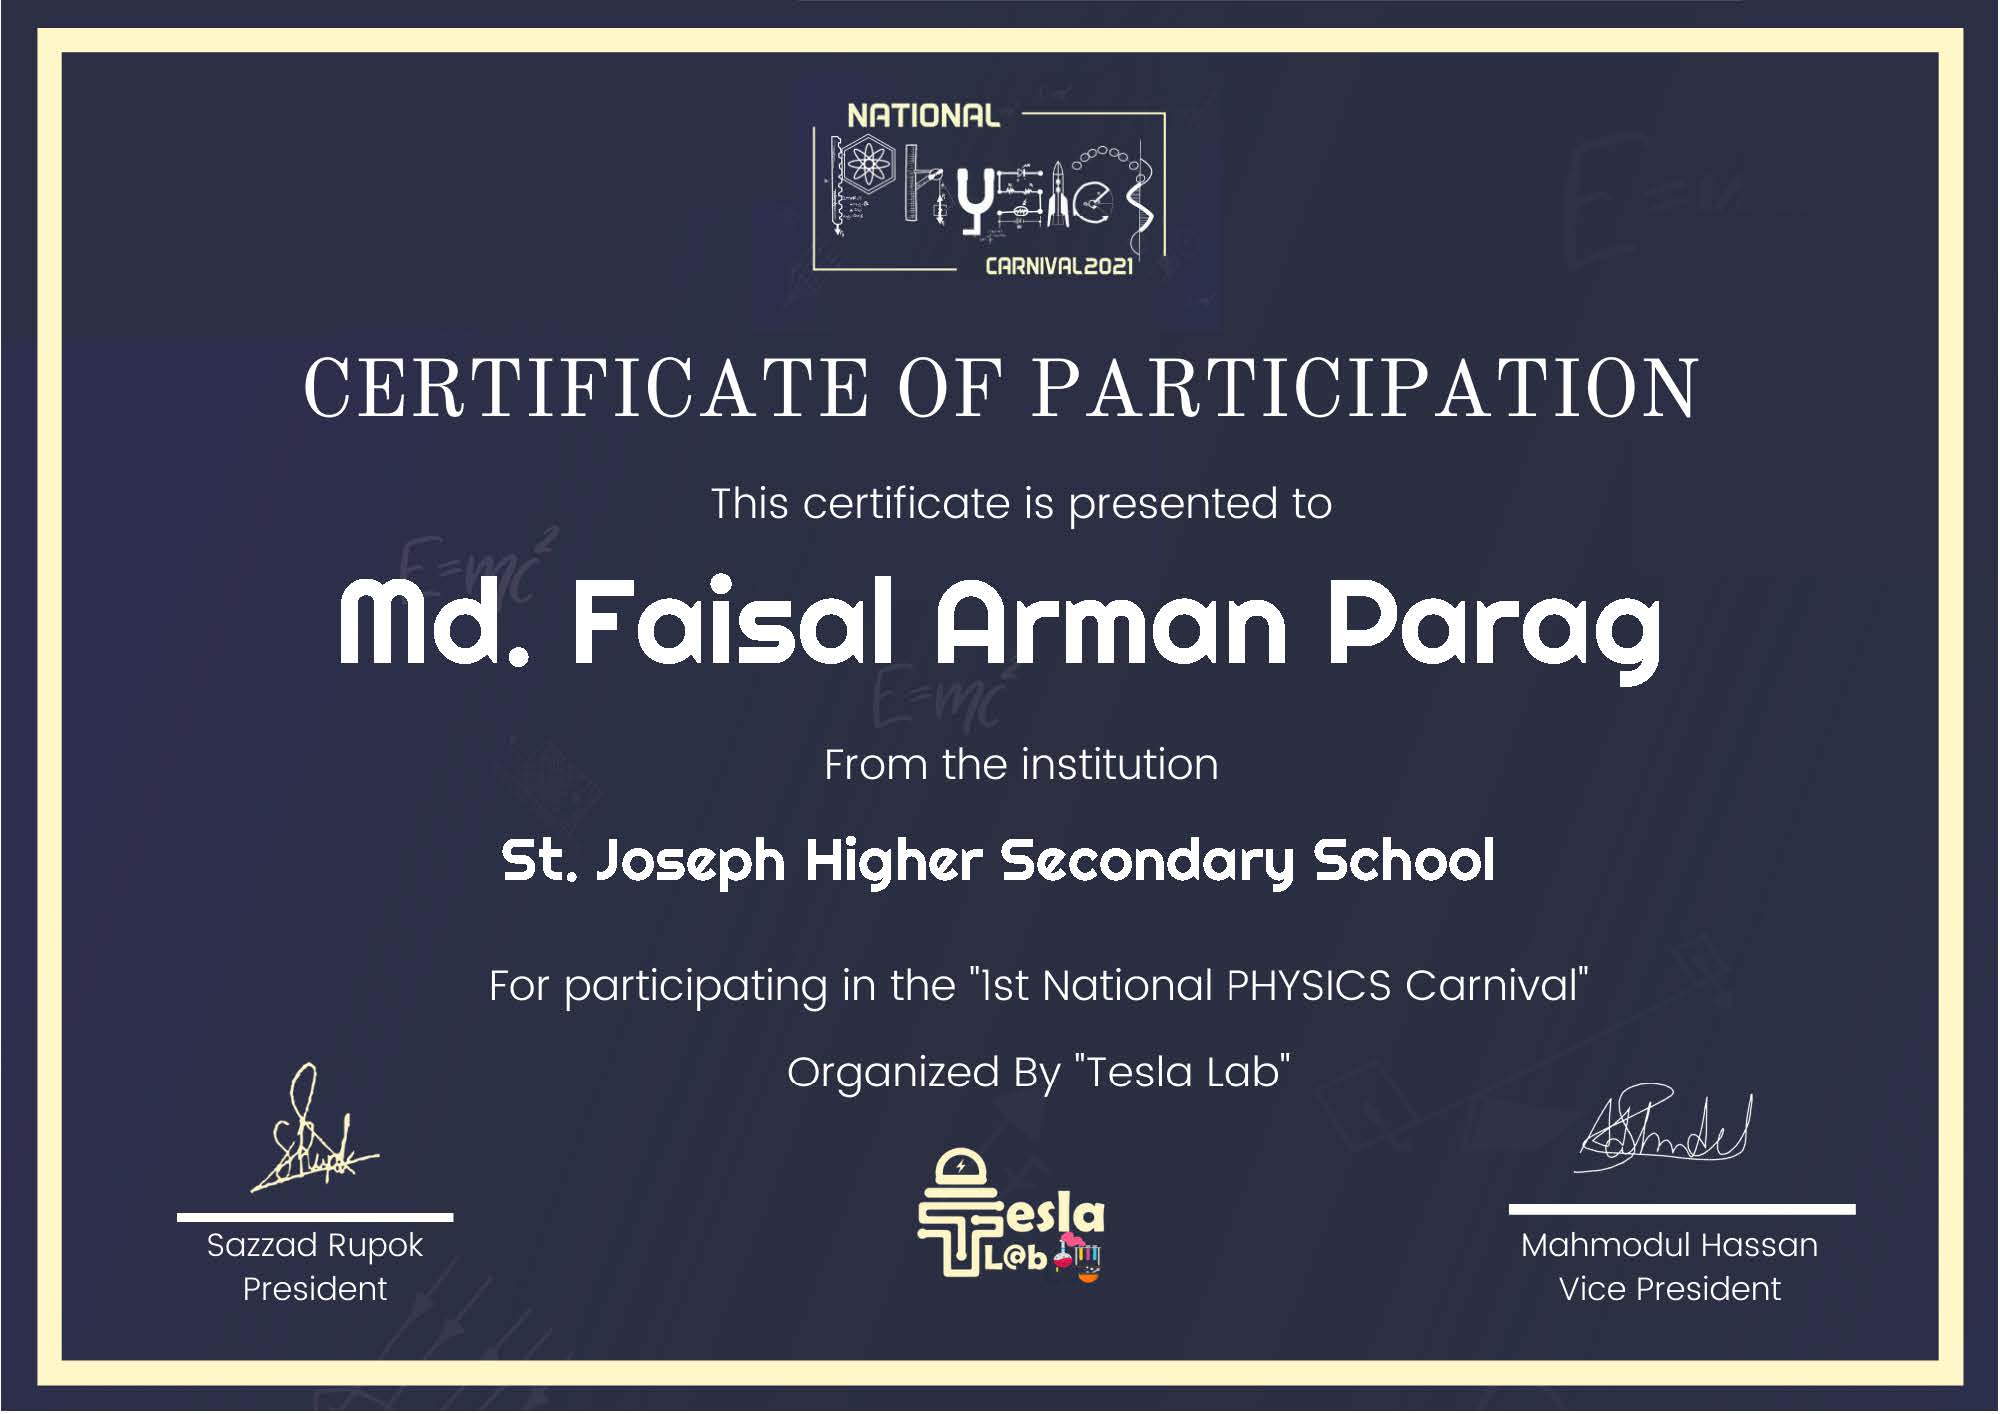 NATIONAL
PHYSICS
CARNIVAL2021
CERTIFICATE OF PARTICIPATION
This certificate is presented to
E=mc²
Md. Faisal Arman Parag
E=mc²
From the institution
St. Joseph Higher Secondary School
For participating in the "1st National PHYSICS Carnival"
Organized By "Tesla Lab"
Sazzad Rupok
President
Tesla
L@b
Mahmodul Hassan
Vice President